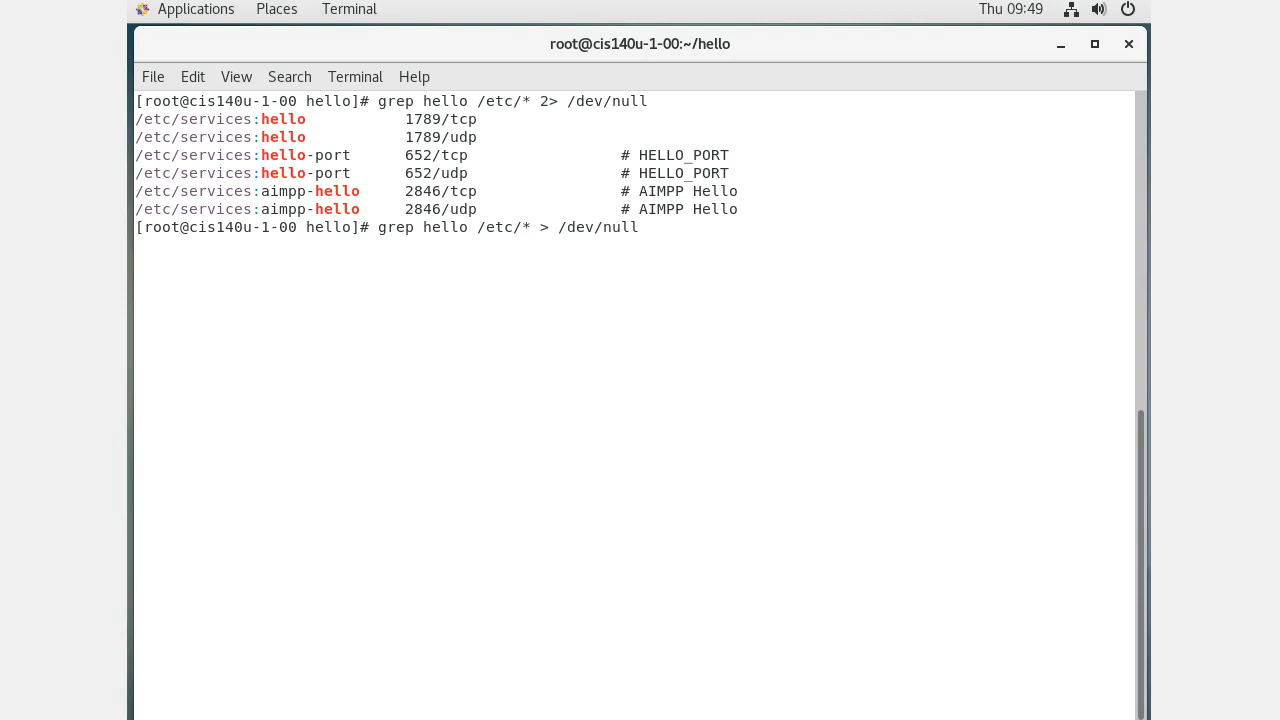 Applications Places Terminal Thu 09:49
root@cis140u-1-00:~/hello
File Edit View Search Terminal Help
[root@cis140u-1-00 hello]# grep hello /etc/* 2> /dev/null
/etc/services:hello           1789/tcp
/etc/services:hello           1789/udp
/etc/services:hello-port      652/tcp                 # HELLO_PORT
/etc/services:hello-port      652/udp                 # HELLO_PORT
/etc/services:aimpp-hello     2846/tcp                # AIMPP Hello
/etc/services:aimpp-hello     2846/udp                # AIMPP Hello
[root@cis140u-1-00 hello]# grep hello /etc/* > /dev/null